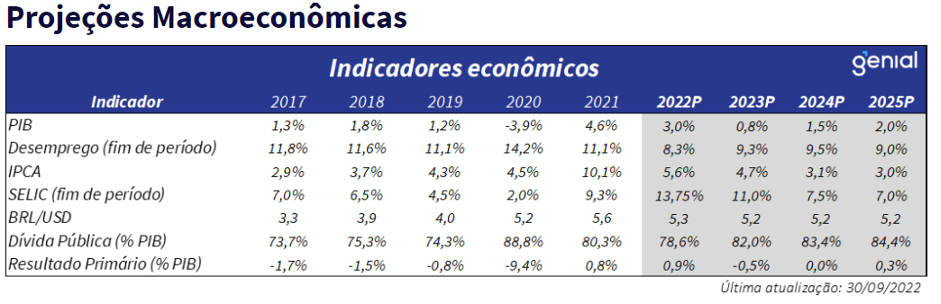 Projeções Macroeconômicas
Indicadores econômicos
genial
Indicador 2017 2018 2019 2020 2021 2022P 2023P 2024P 2025P
PIB 1,3% 1,8% 1,2% -3,9% 4,6% 3,0% 0,8% 1,5% 2,0%
Desemprego (fim de período) 11,8% 11,6% 11,1% 14,2% 11,1% 8,3% 9,3% 9,5% 9,0%
IPCA 2,9% 3,7% 4,3% 4,5% 10,1% 5,6% 4,7% 3,1% 3,0%
SELIC (fim de período) 7,0% 6,5% 4,5% 2,0% 9,3% 13,75% 11,0% 7,5% 7,0%
BRL/USD 3,3 3,9 4,0 5,2 5,6 5,3 5,2 5,2 5,2
Dívida Pública (% PIB) 73,7% 75,3% 74,3% 88,8% 80,3% 78,6% 82,0% 83,4% 84,4%
Resultado Primário (% PIB) -1,7% -1,5% -0,8% -9,4% 0,8% 0,9% -0,5% 0,0% 0,3%
Última atualização: 30/09/2022